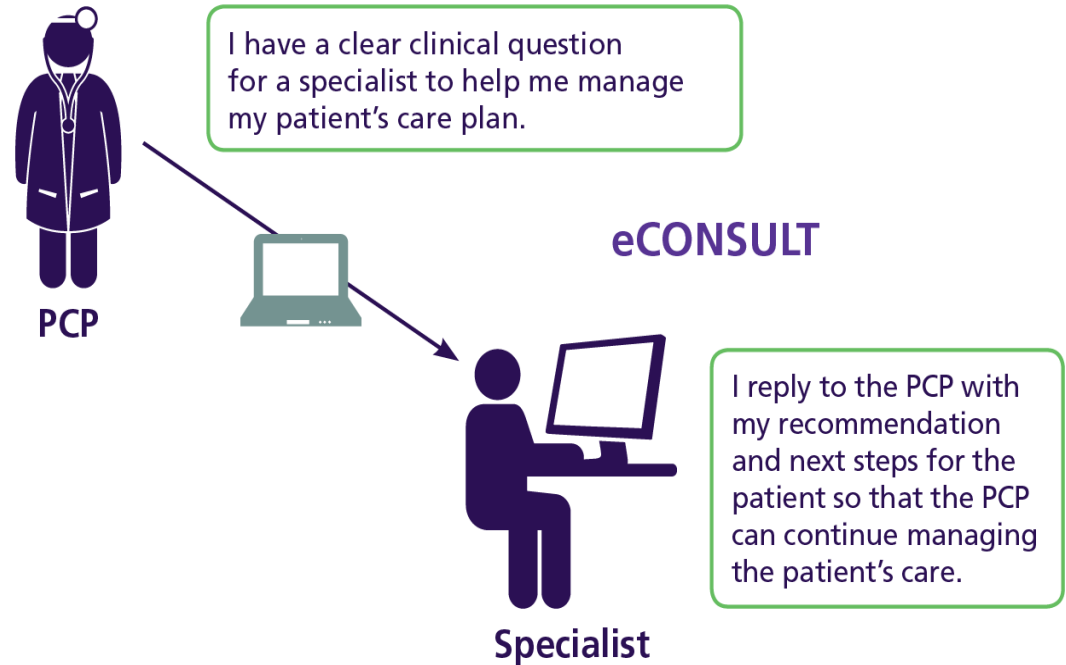 I have a clear clinical question
for a specialist to help me manage
my patient’s care plan.
eCONSULT
PCP
I reply to the PCP with
my recommendation
and next steps for the
patient so that the PCP
can continue managing
the patient’s care.
Specialist